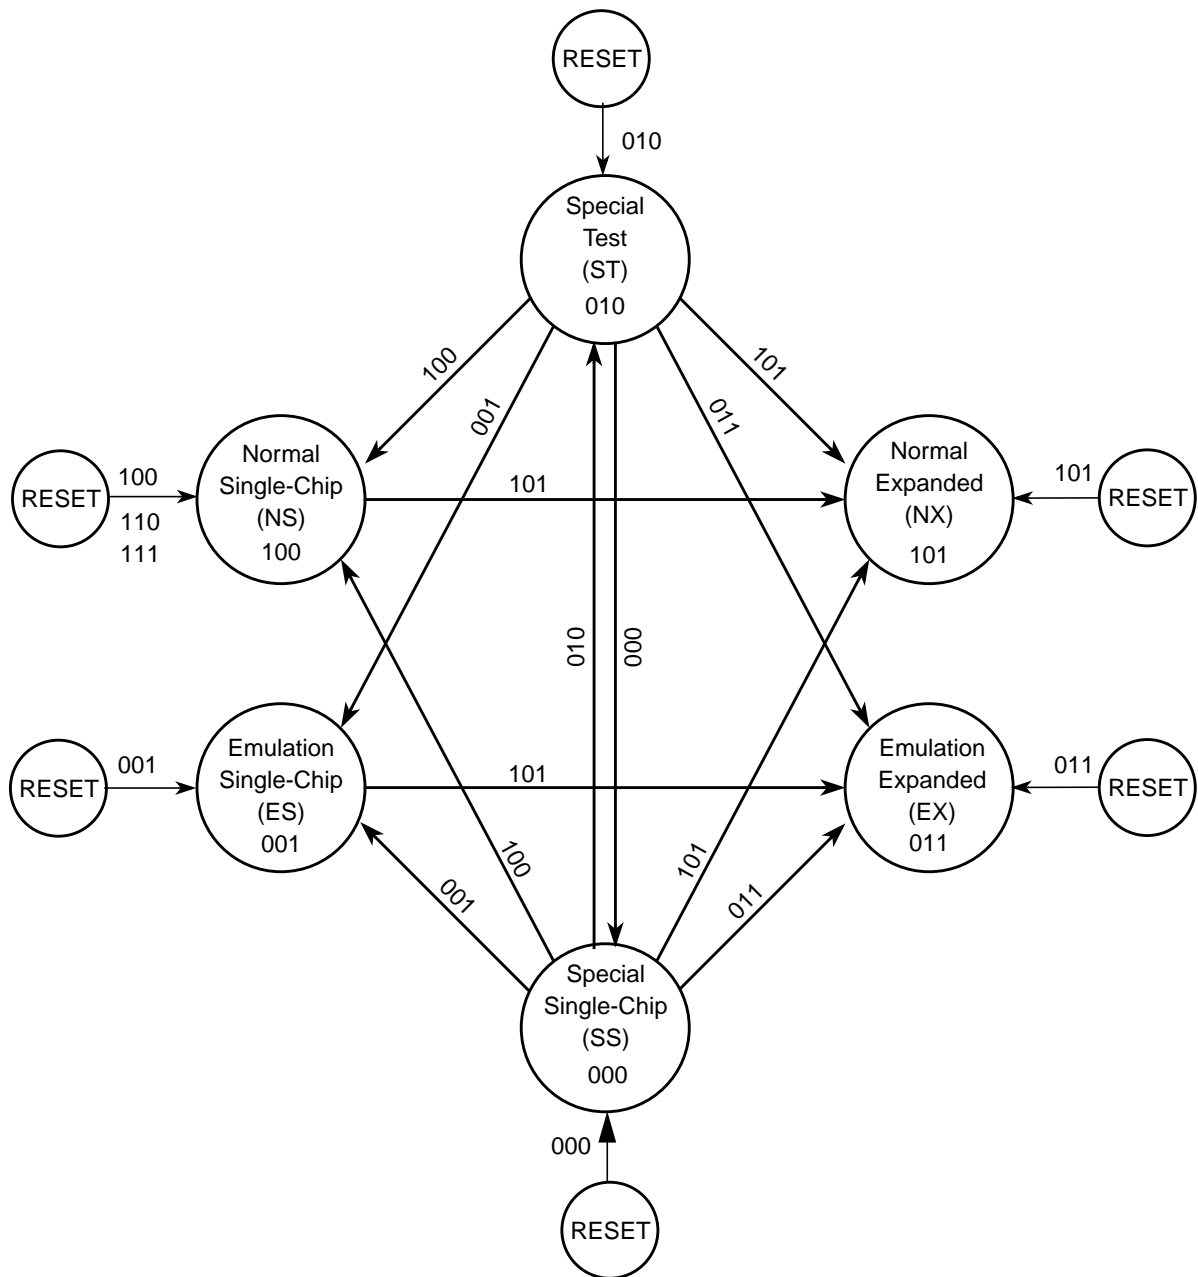 RESET
010
Special
Test
(ST)
010
100
001
101
011
Normal
Single-Chip
(NS)
100
RESET
100
110
111
101
Normal
Expanded
(NX)
101
101
RESET
010
000
Emulation
Single-Chip
(ES)
001
RESET
001
101
Emulation
Expanded
(EX)
011
011
RESET
001
100
101
011
Special
Single-Chip
(SS)
000
000
RESET